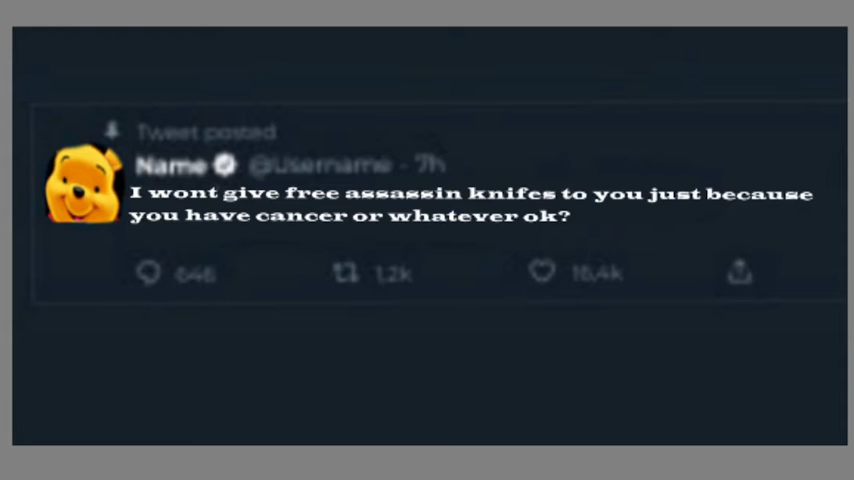 Tweet posted
Name @Username · 7h
I wont give free assassin knifes to you just because
you have cancer or whatever ok?
646 1,2k 16,4k